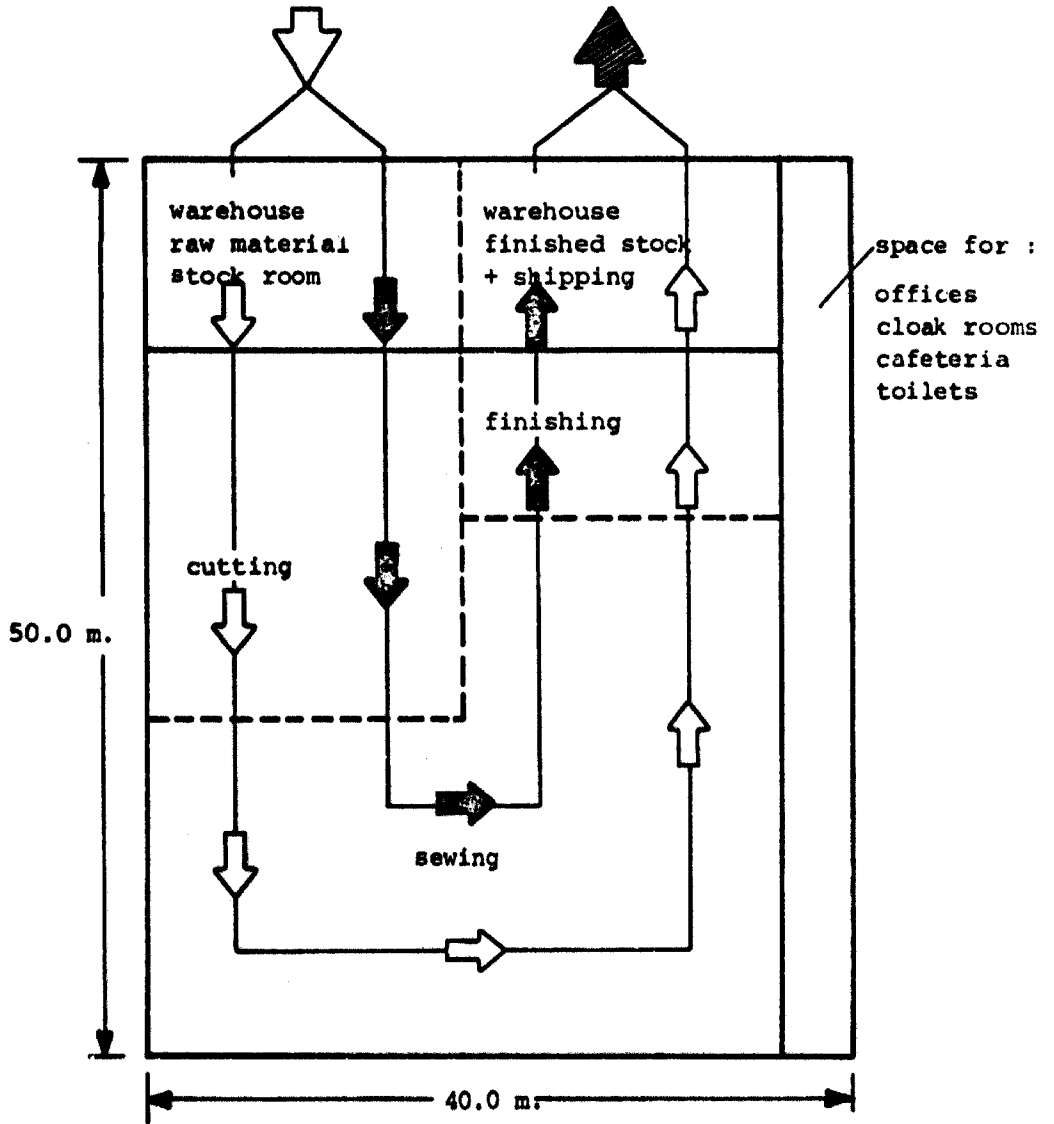 warehouse
raw material
stock room
warehouse
finished stock
+ shipping
space for :
offices
cloak rooms
cafeteria
toilets
finishing
cutting
50.0 m.
sewing
40.0 m.